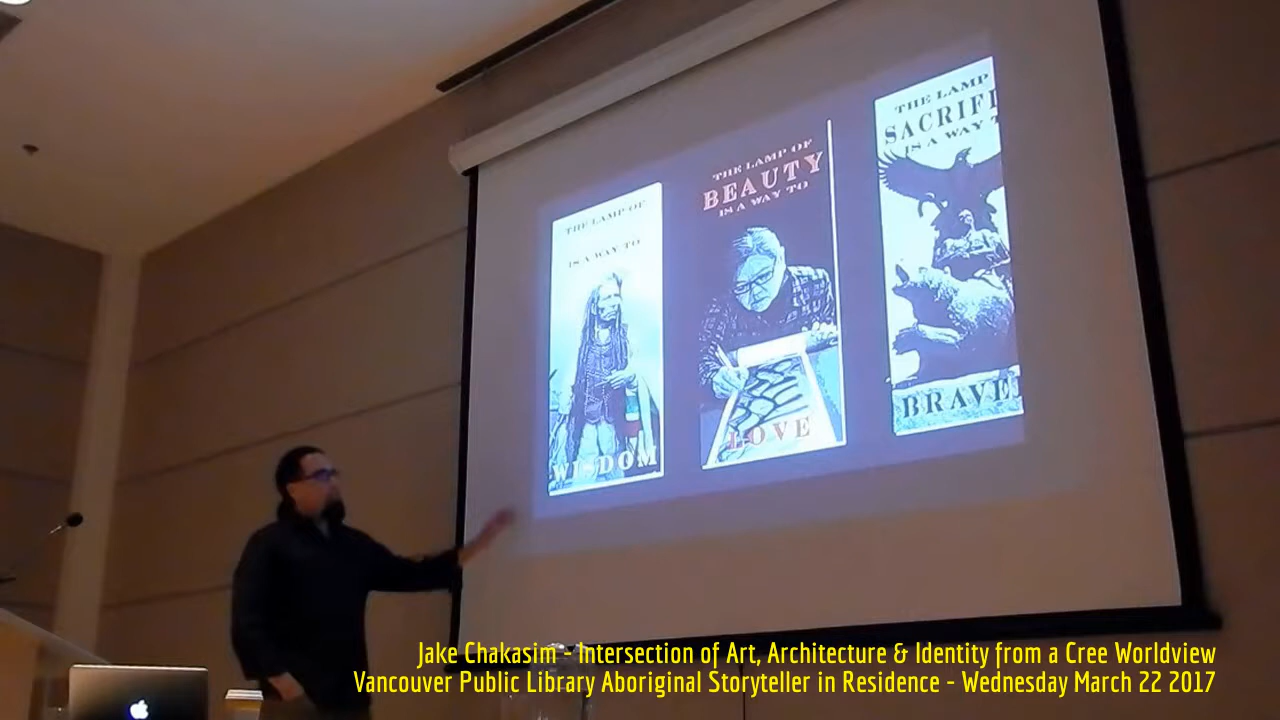 THE LAMP OF
IS A WAY TO
WISDOM
THE LAMP OF
BEAUTY
IS A WAY TO
LOVE
THE LAMP
SACRIFI
IS A WAY T
BRAVE
Jake Chakasim - Intersection of Art, Architecture & Identity from a Cree Worldview
Vancouver Public Library Aboriginal Storyteller in Residence - Wednesday March 22 2017